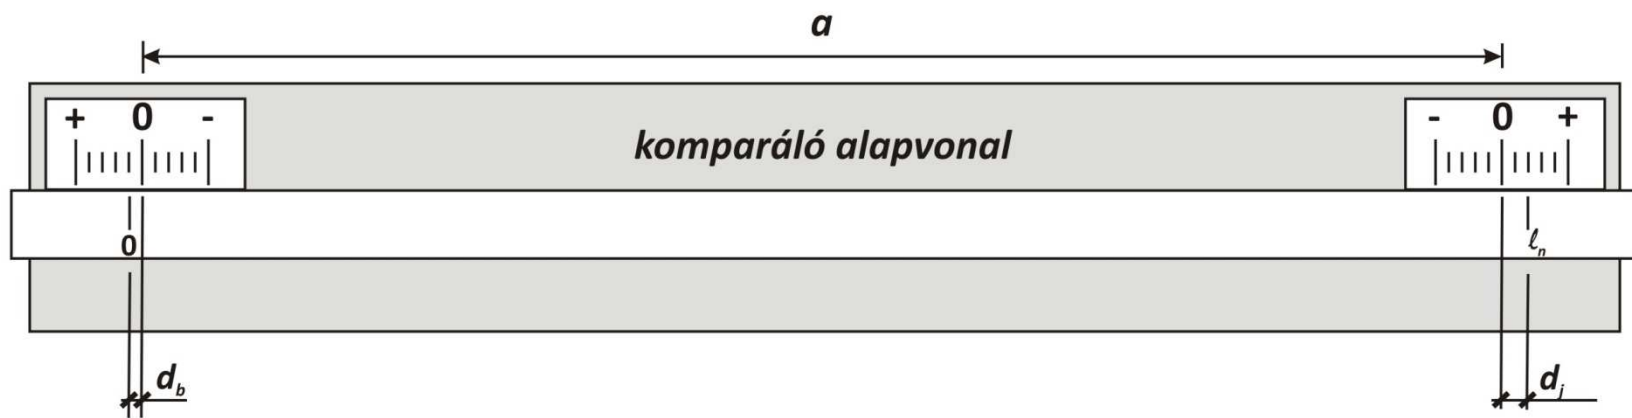 a
+ 0 -
- 0 +
komparáló alapvonal
0
ℓn
db
dj